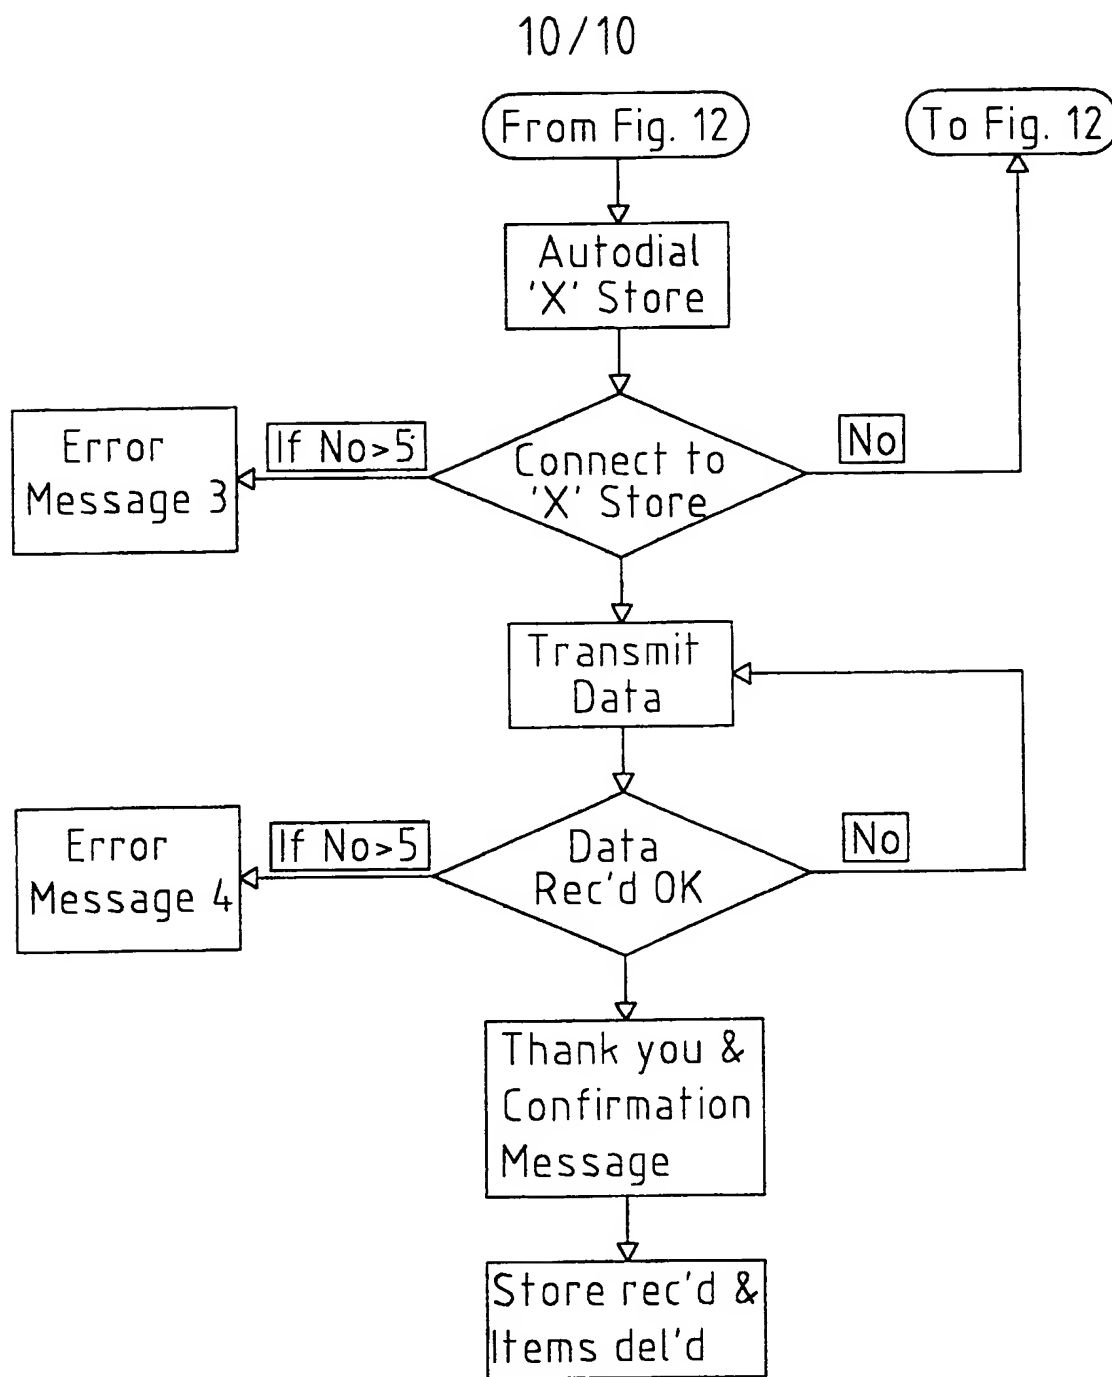 10/10
From Fig. 12
To Fig. 12
Autodial
'X' Store
Error
Message 3
If No>5
Connect to
'X' Store
No
Transmit
Data
Error
Message 4
If No>5
Data
Rec'd OK
No
Thank you &
Confirmation
Message
Store rec'd &
Items del'd